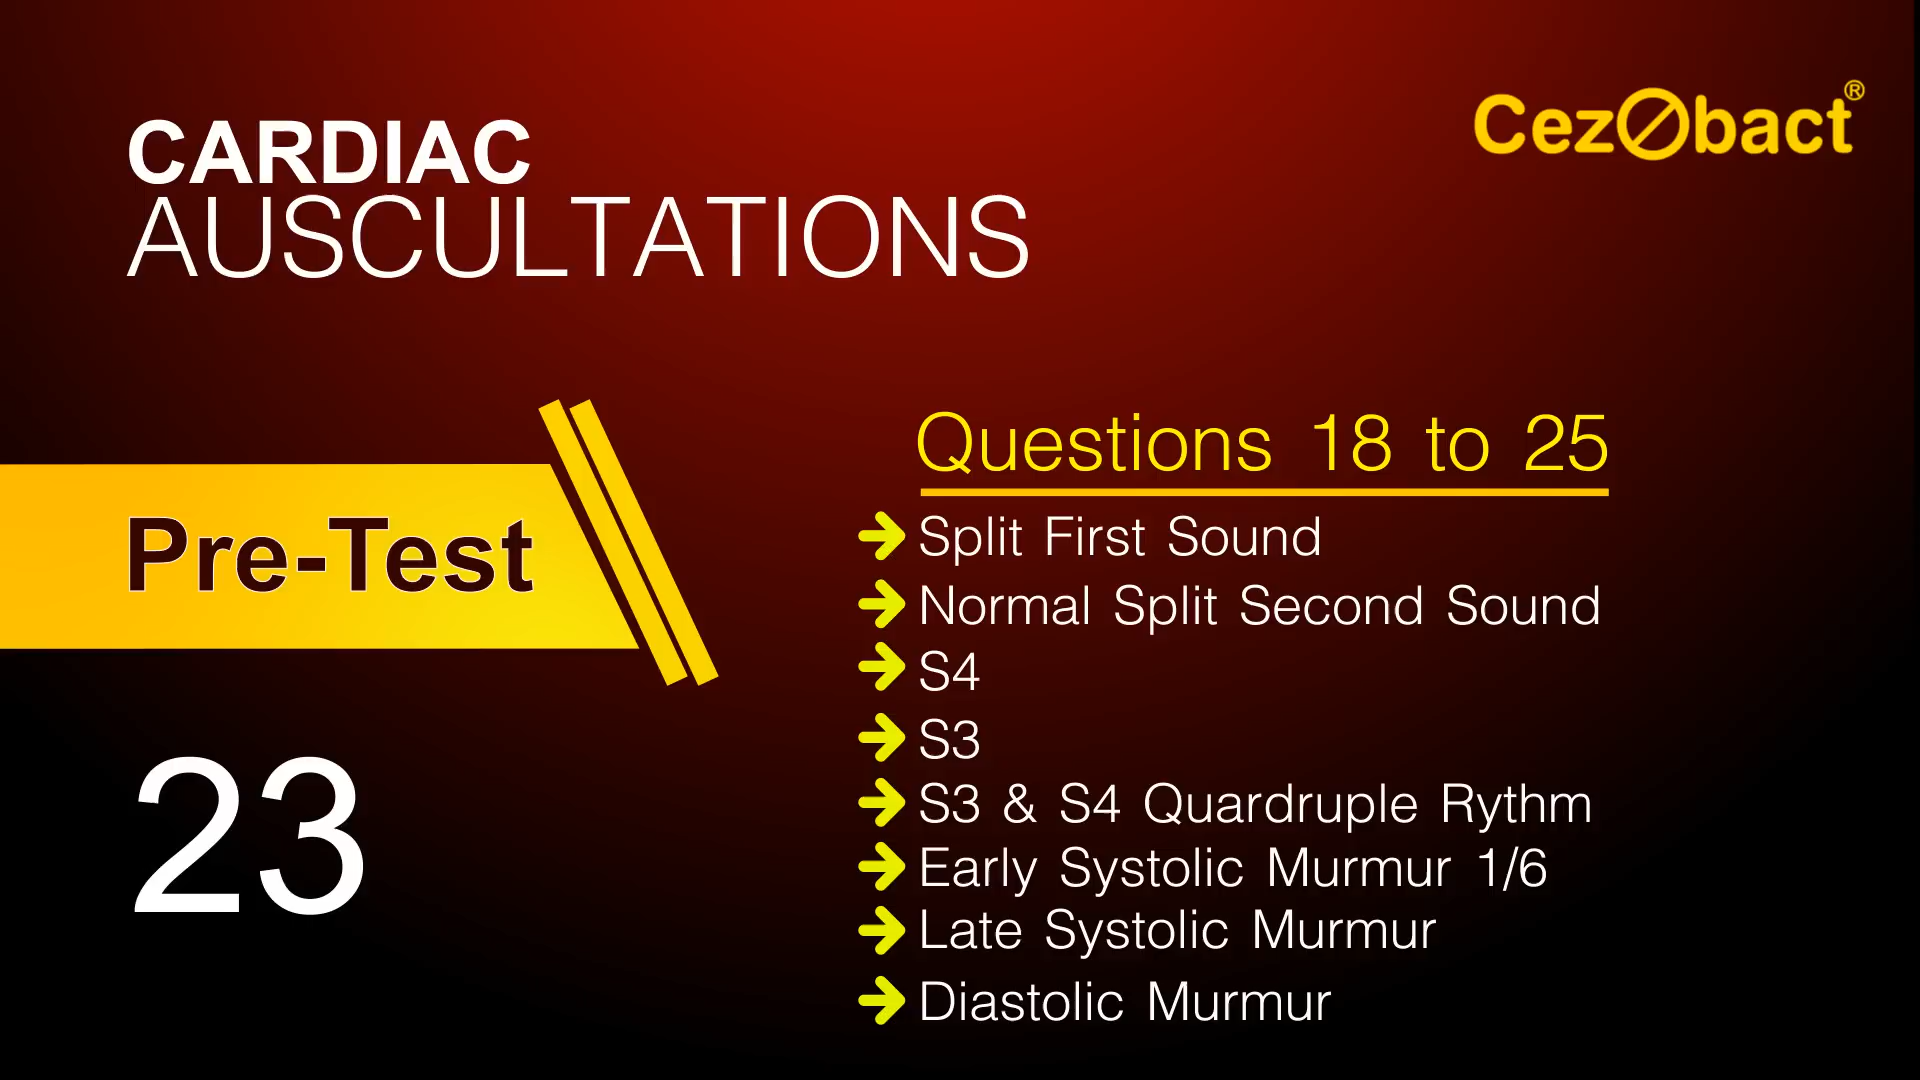 CARDIAC
AUSCULTATIONS
CezObact®
Pre-Test
23
Questions 18 to 25
Split First Sound
Normal Split Second Sound
S4
S3
S3 & S4 Quardruple Rythm
Early Systolic Murmur 1/6
Late Systolic Murmur
Diastolic Murmur